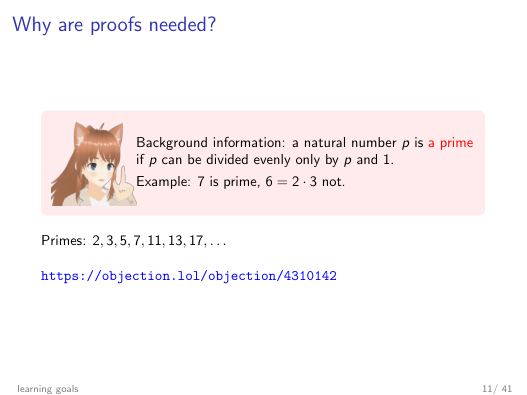 Why are proofs needed?
Background information: a natural number p is a prime
if p can be divided evenly only by p and 1.
Example: 7 is prime, 6 = 2 · 3 not.
Primes: 2, 3, 5, 7, 11, 13, 17, . . .
https://objection.lol/objection/4310142
learning goals
11/ 41